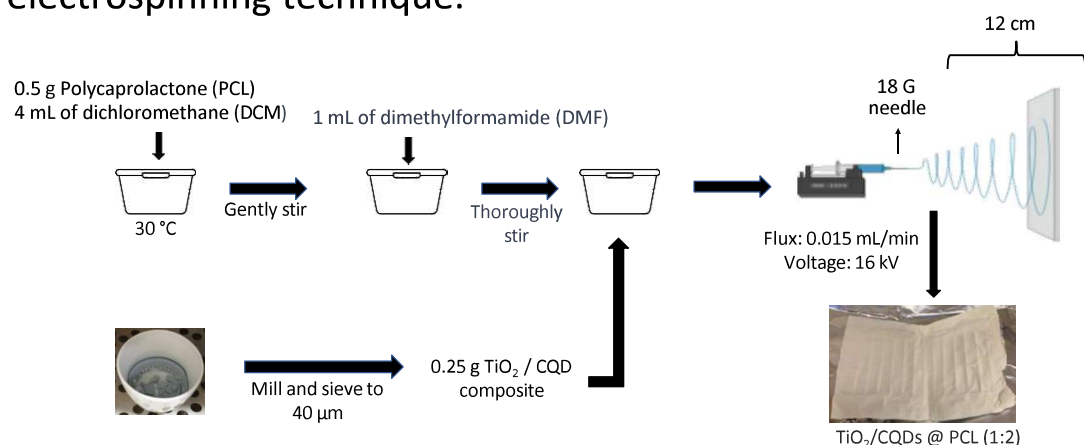 electrospinning technique.
12 cm
0.5 g Polycaprolactone (PCL)
4 mL of dichloromethane (DCM)
1 mL of dimethylformamide (DMF)
18 G
needle
Gently stir
Thoroughly
stir
30 °C
Flux: 0.015 mL/min
Voltage: 16 kV
Mill and sieve to
40 µm
0.25 g TiO₂ / CQD
composite
TiO₂/CQDs @ PCL (1:2)